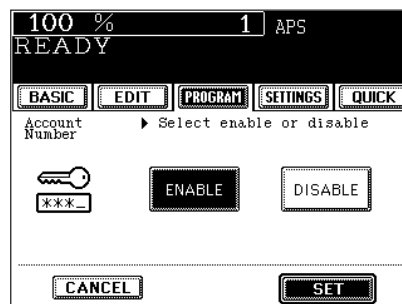 100 % 1 APS
READY
BASIC EDIT PROGRAM SETTINGS QUICK
Account Number ▶ Select enable or disable
***_
ENABLE DISABLE
CANCEL SET